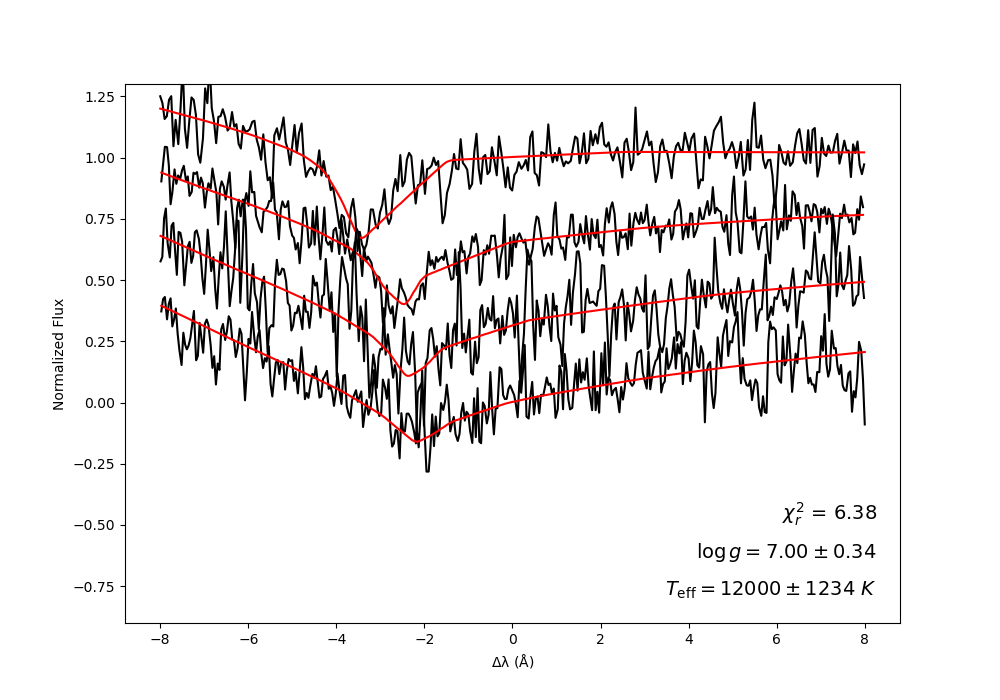 1.25
1.00
0.75
0.50
0.25
0.00
−0.25
−0.50
−0.75
Normalized Flux
χ²ᵣ = 6.38
log g = 7.00 ± 0.34
T_eff = 12000 ± 1234 K
−8 −6 −4 −2 0 2 4 6 8
Δλ (Å)